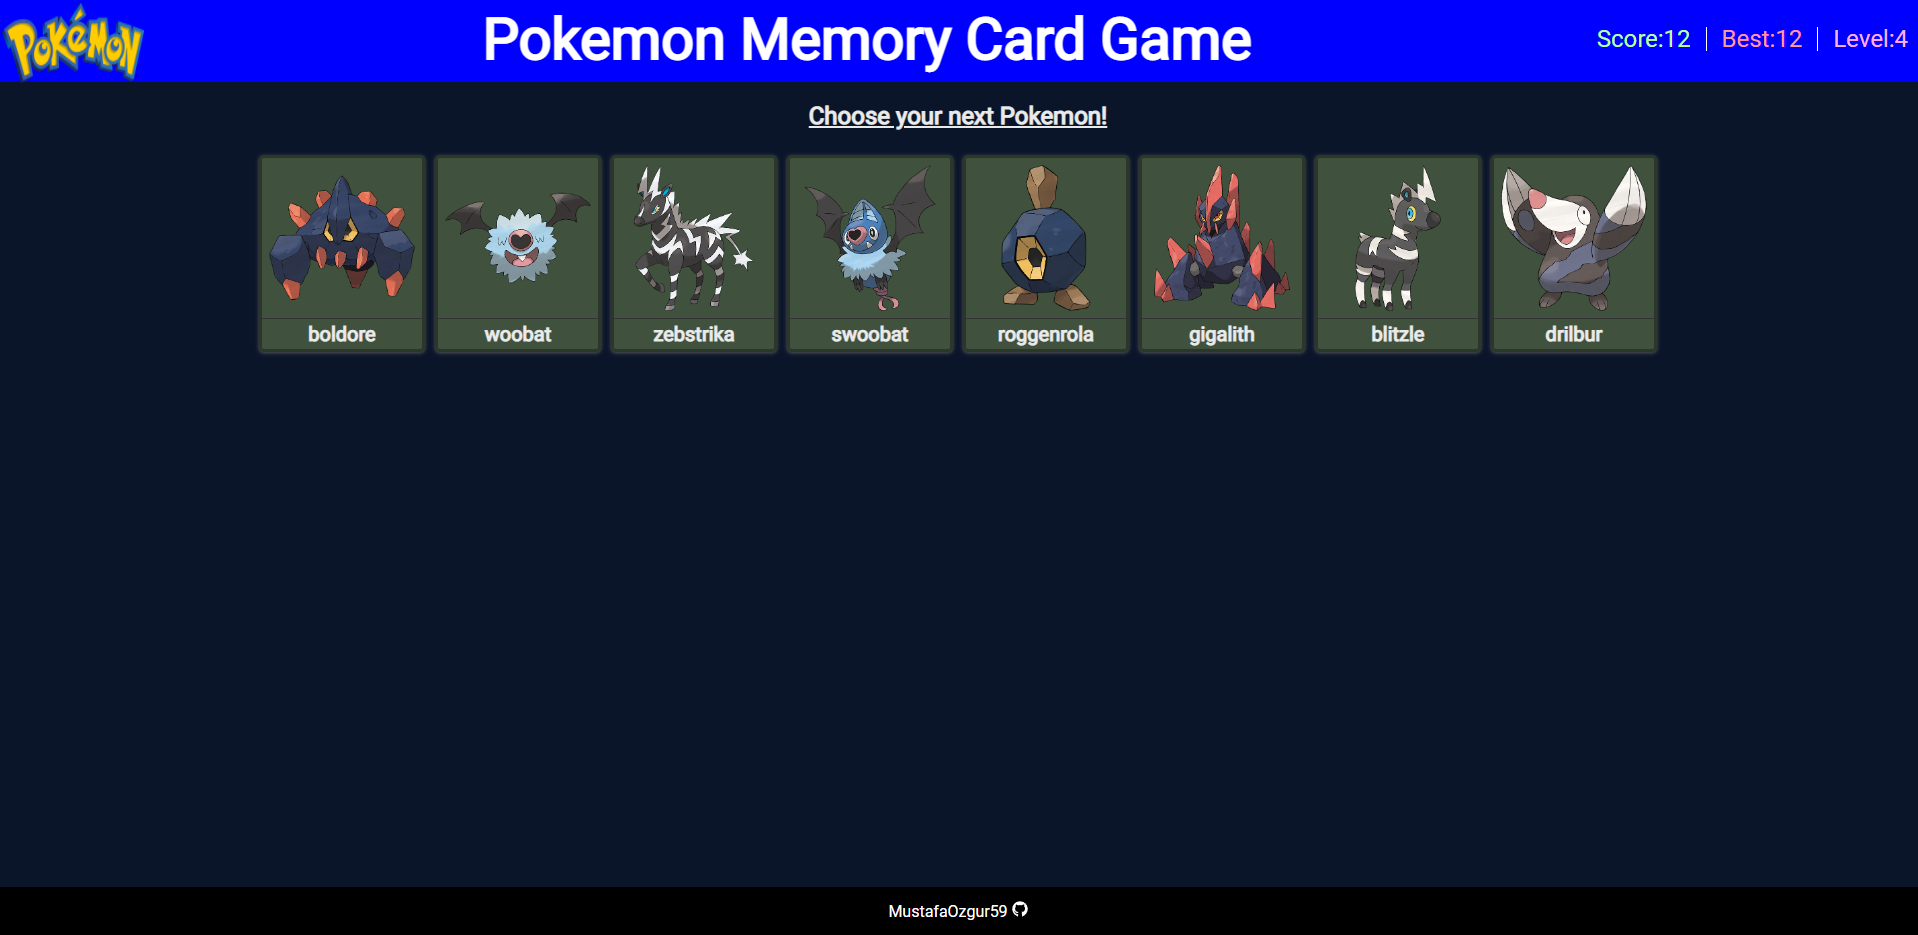 POKéMON
Pokemon Memory Card Game
Score:12
Best:12
Level:4
Choose your next Pokemon!
boldore
woobat
zebstrika
swoobat
roggenrola
gigalith
blitzle
drilbur
MustafaOzgur59